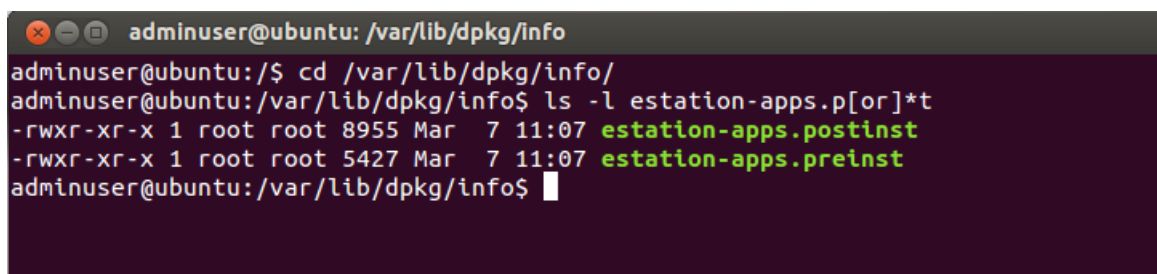 adminuser@ubuntu: /var/lib/dpkg/info
adminuser@ubuntu:/$ cd /var/lib/dpkg/info/
adminuser@ubuntu:/var/lib/dpkg/info$ ls -l estation-apps.p[or]*t
-rwxr-xr-x 1 root root 8955 Mar  7 11:07 estation-apps.postinst
-rwxr-xr-x 1 root root 5427 Mar  7 11:07 estation-apps.preinst
adminuser@ubuntu:/var/lib/dpkg/info$